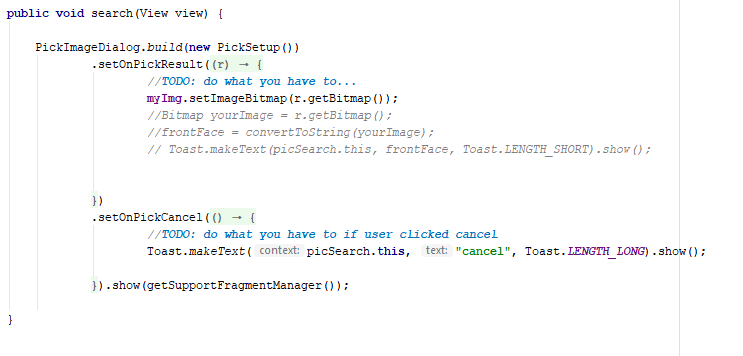 public void search(View view) {
PickImageDialog.build(new PickSetup())
.setOnPickResult((r) → {
//TODO: do what you have to...
myImg.setImageBitmap(r.getBitmap());
//Bitmap yourImage = r.getBitmap();
//frontFace = convertToString(yourImage);
// Toast.makeText(picSearch.this, frontFace, Toast.LENGTH_SHORT).show();
})
.setOnPickCancel(() → {
//TODO: do what you have to if user clicked cancel
Toast.makeText( context: picSearch.this, text: "cancel", Toast.LENGTH_LONG).show();
}).show(getSupportFragmentManager());
}